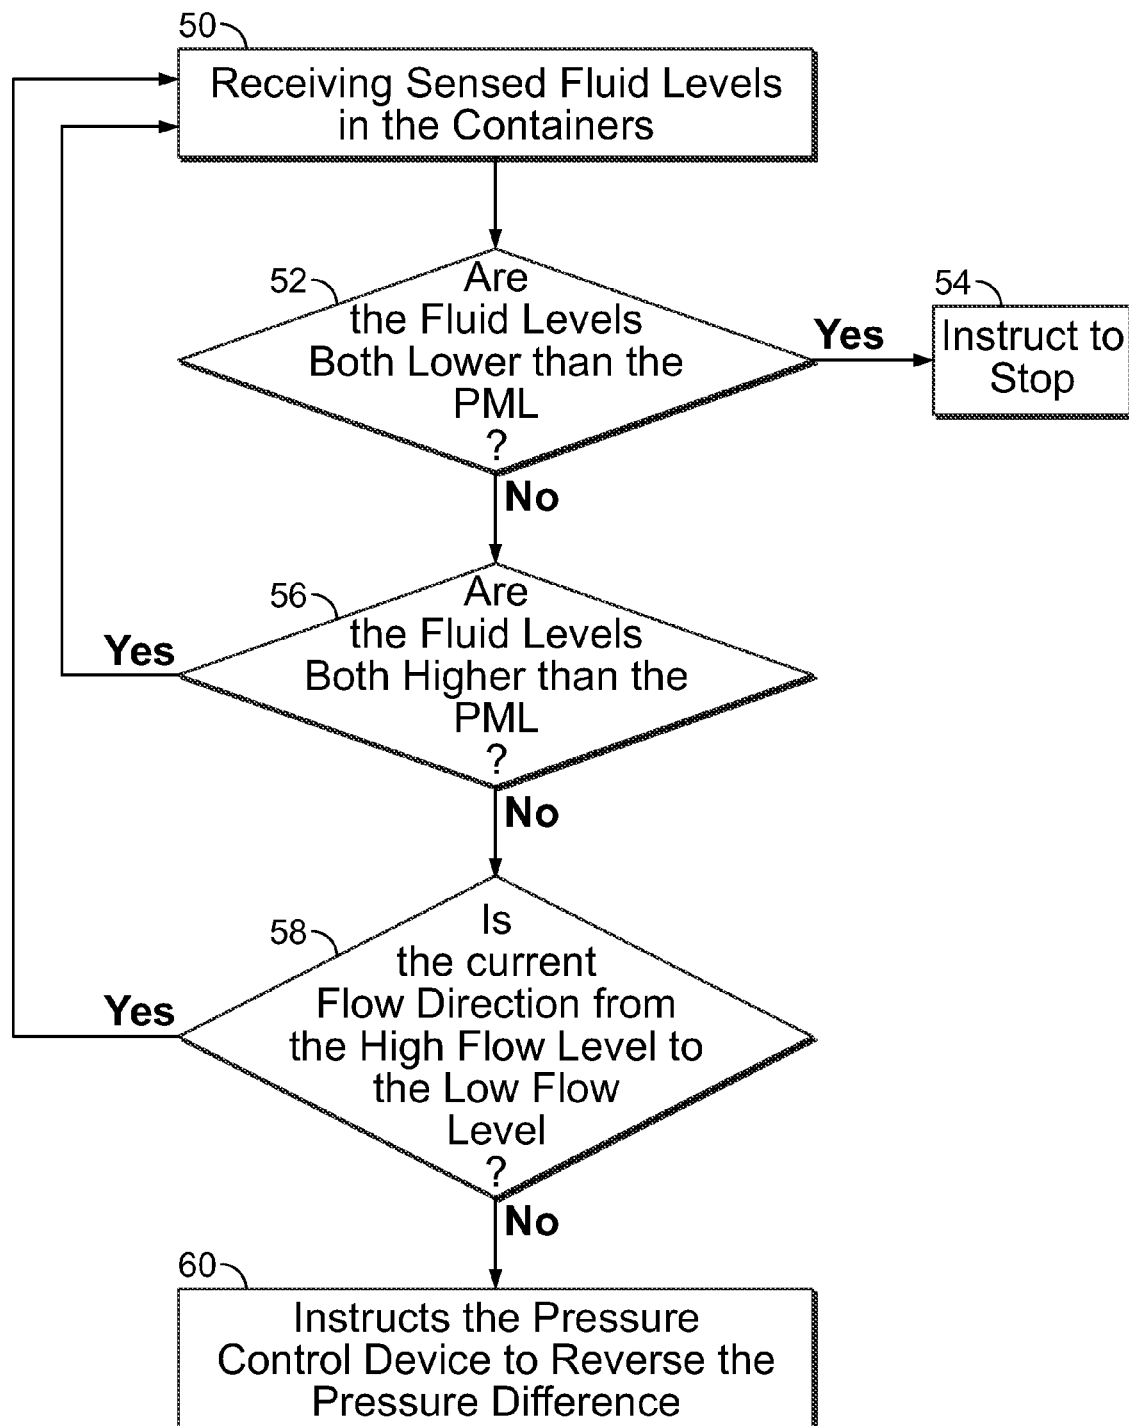 50
Receiving Sensed Fluid Levels
in the Containers
52
Are
the Fluid Levels
Both Lower than the
PML
?
Yes
54
Instruct to
Stop
No
56
Are
the Fluid Levels
Both Higher than the
PML
?
Yes
No
58
Is
the current
Flow Direction from
the High Flow Level to
the Low Flow
Level
?
Yes
No
60
Instructs the Pressure
Control Device to Reverse the
Pressure Difference